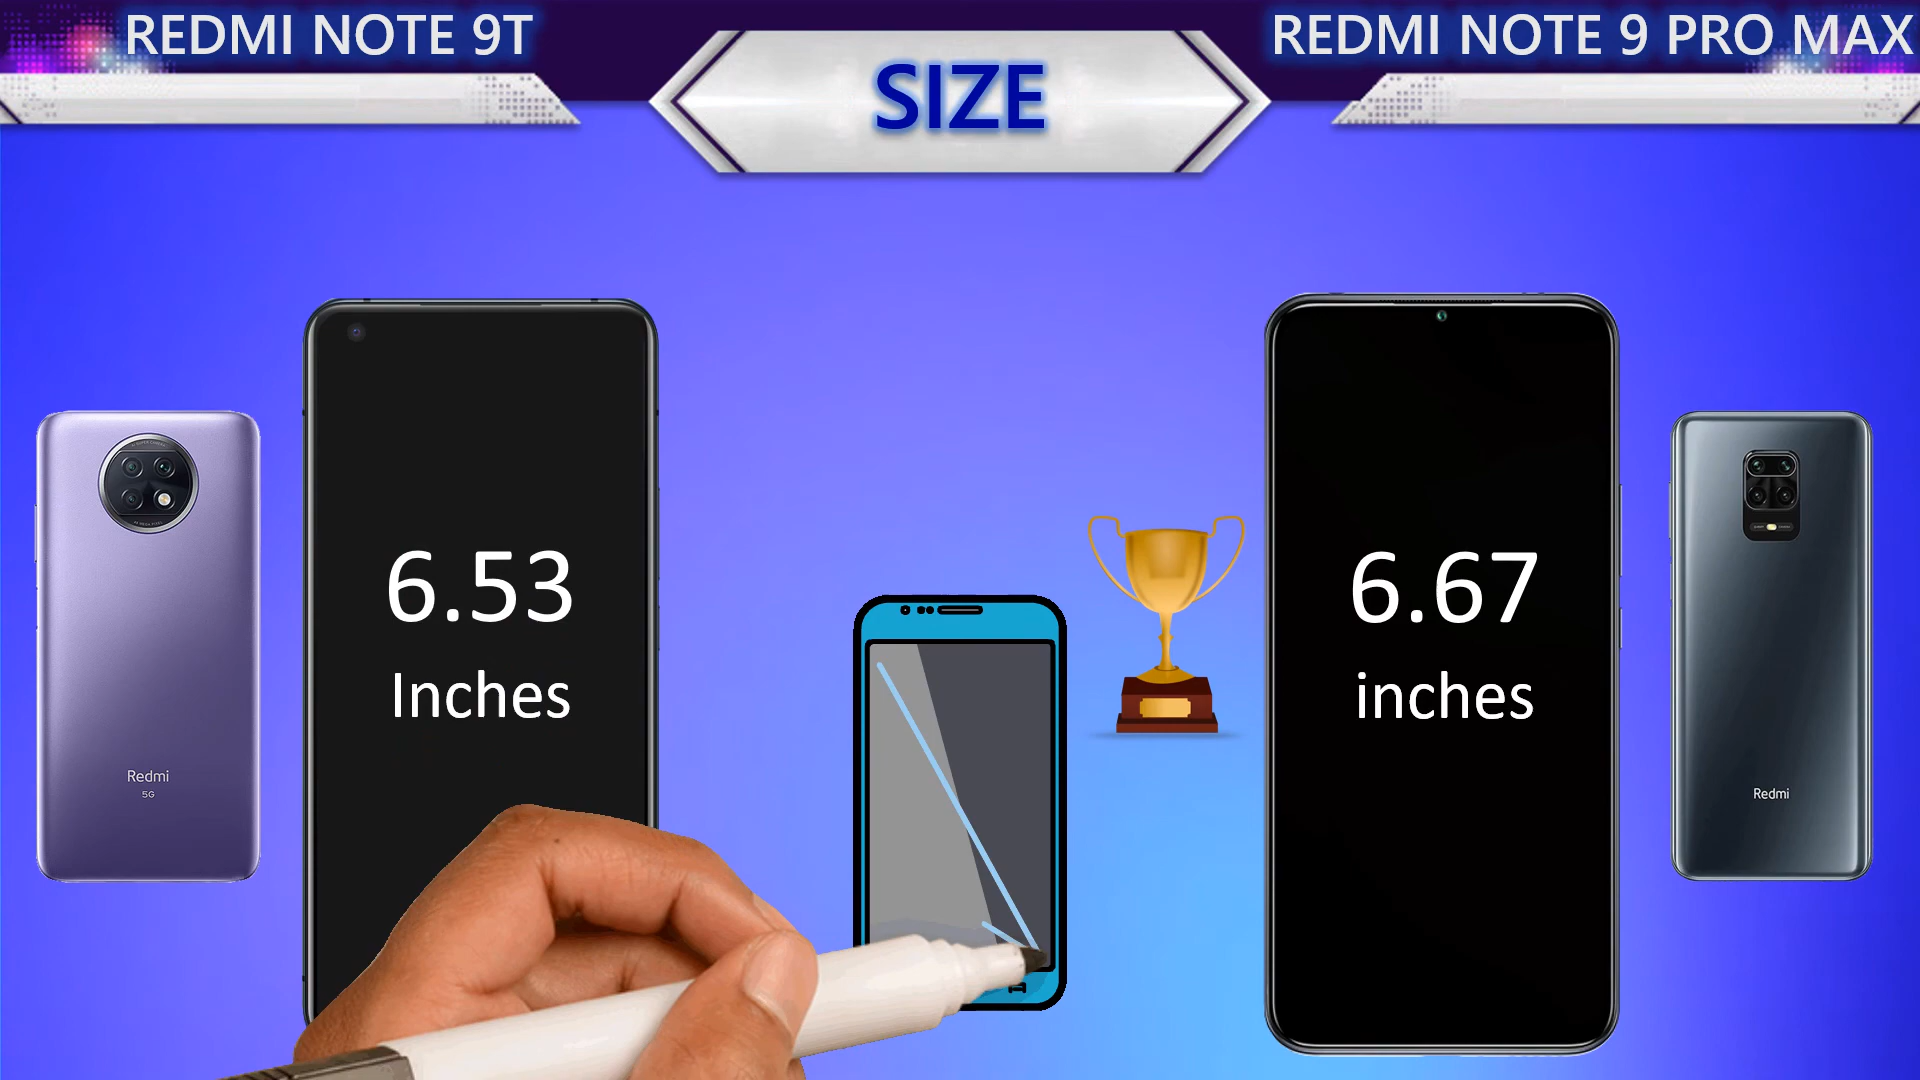 REDMI NOTE 9T
REDMI NOTE 9 PRO MAX
SIZE
6.53
Inches
6.67
inches
Redmi
5G
Redmi